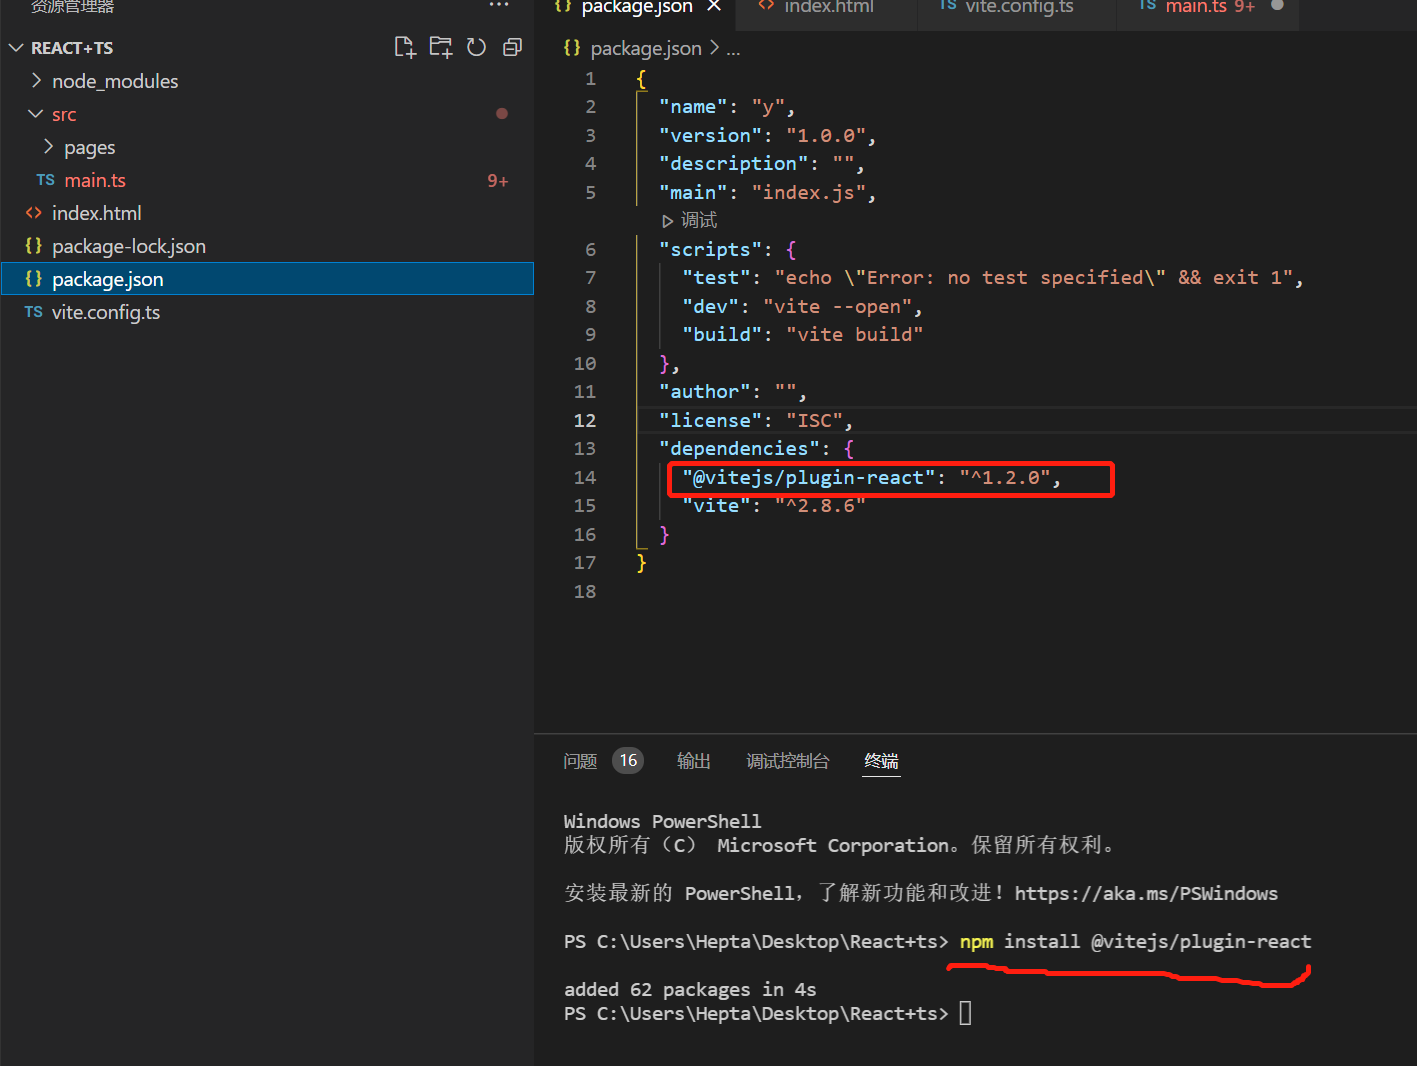 资源管理器 ···
REACT+TS
node_modules
src
pages
TS main.ts 9+
<> index.html
{} package-lock.json
{} package.json
TS vite.config.ts
{} package.json × <> index.html TS vite.config.ts TS main.ts 9+ ●
{} package.json > ...
1 {
2 "name": "y",
3 "version": "1.0.0",
4 "description": "",
5 "main": "index.js",
调试
6 "scripts": {
7 "test": "echo \"Error: no test specified\" && exit 1",
8 "dev": "vite --open",
9 "build": "vite build"
10 },
11 "author": "",
12 "license": "ISC",
13 "dependencies": {
14 "@vitejs/plugin-react": "^1.2.0",
15 "vite": "^2.8.6"
16 }
17 }
18
问题 16 输出 调试控制台 终端
Windows PowerShell
版权所有（C） Microsoft Corporation。保留所有权利。
安装最新的 PowerShell，了解新功能和改进！https://aka.ms/PSWindows
PS C:\Users\Hepta\Desktop\React+ts> npm install @vitejs/plugin-react
added 62 packages in 4s
PS C:\Users\Hepta\Desktop\React+ts>